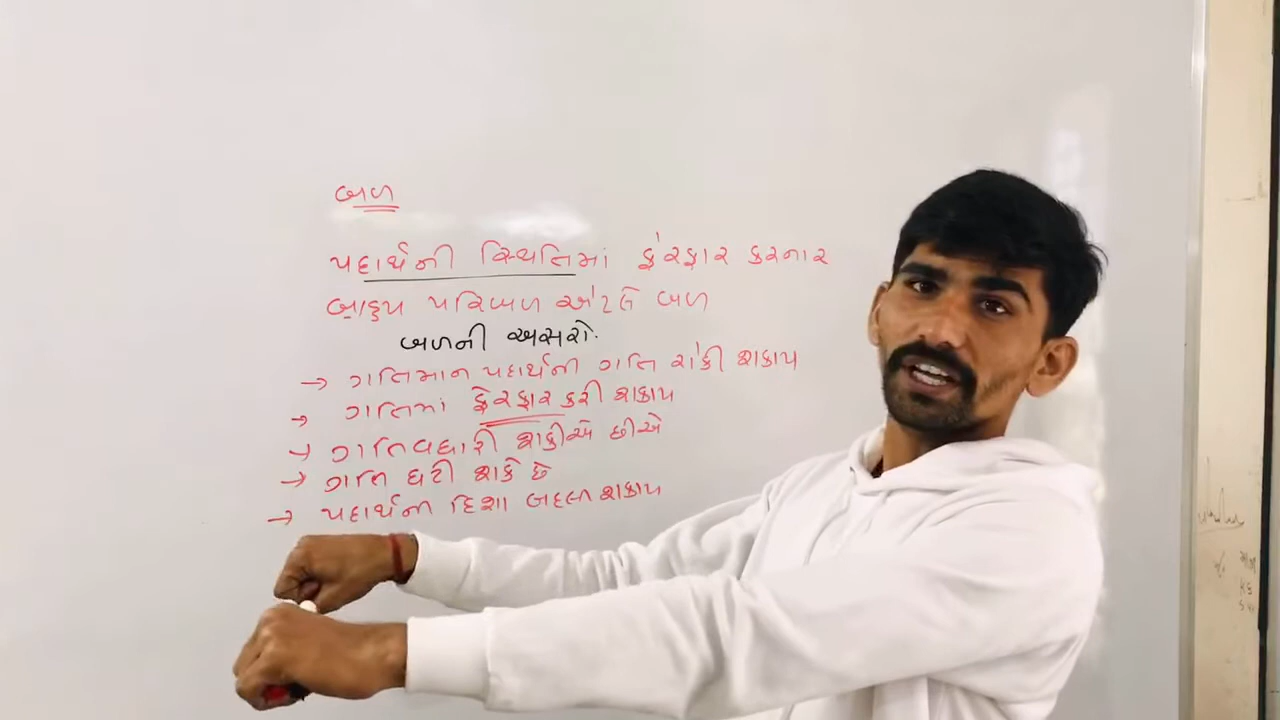 બળ
પદાર્થની સ્થિતિમાં ફેરફાર કરનાર
બાહ્ય પરિબળ એટલે બળ
બળની અસરો.
→ ગતિમાન પદાર્થની ગતિ રોકી શકાય
→ ગતિમાં ફેરફાર કરી શકાય
→ ગતિ વધારી શકીએ છીએ
→ ગતિ ઘટી શકે છે
→ પદાર્થની દિશા બદલી શકાય